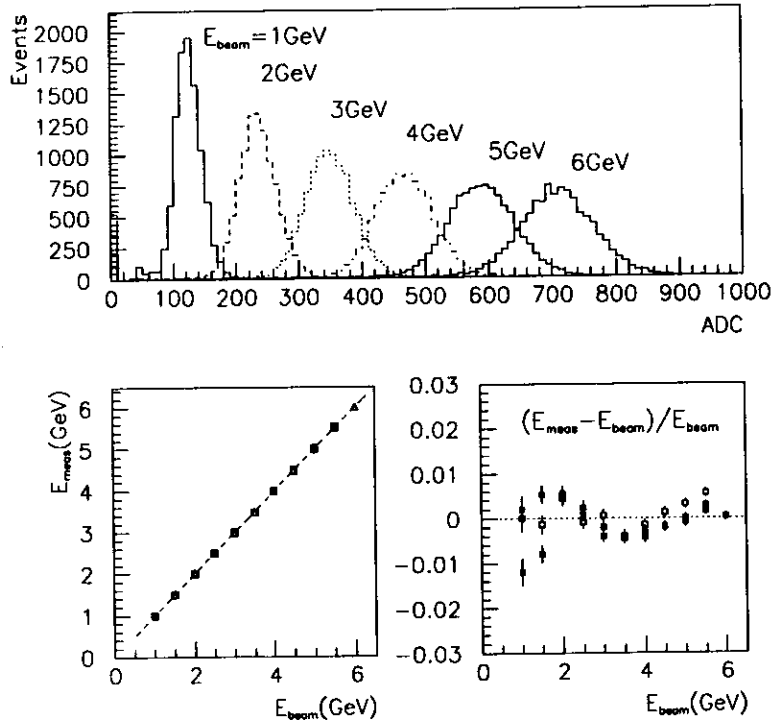 Events
2000
1750
1500
1250
1000
750
500
250
0
E_beam=1GeV
2GeV
3GeV
4GeV
5GeV
6GeV
0 100 200 300 400 500 600 700 800 900 1000
ADC
E_meas(GeV)
6
5
4
3
2
1
0
0 2 4 6
E_beam(GeV)
0.03
0.02
0.01
0
−0.01
−0.02
−0.03
(E_meas−E_beam)/E_beam
0 2 4 6
E_beam(GeV)